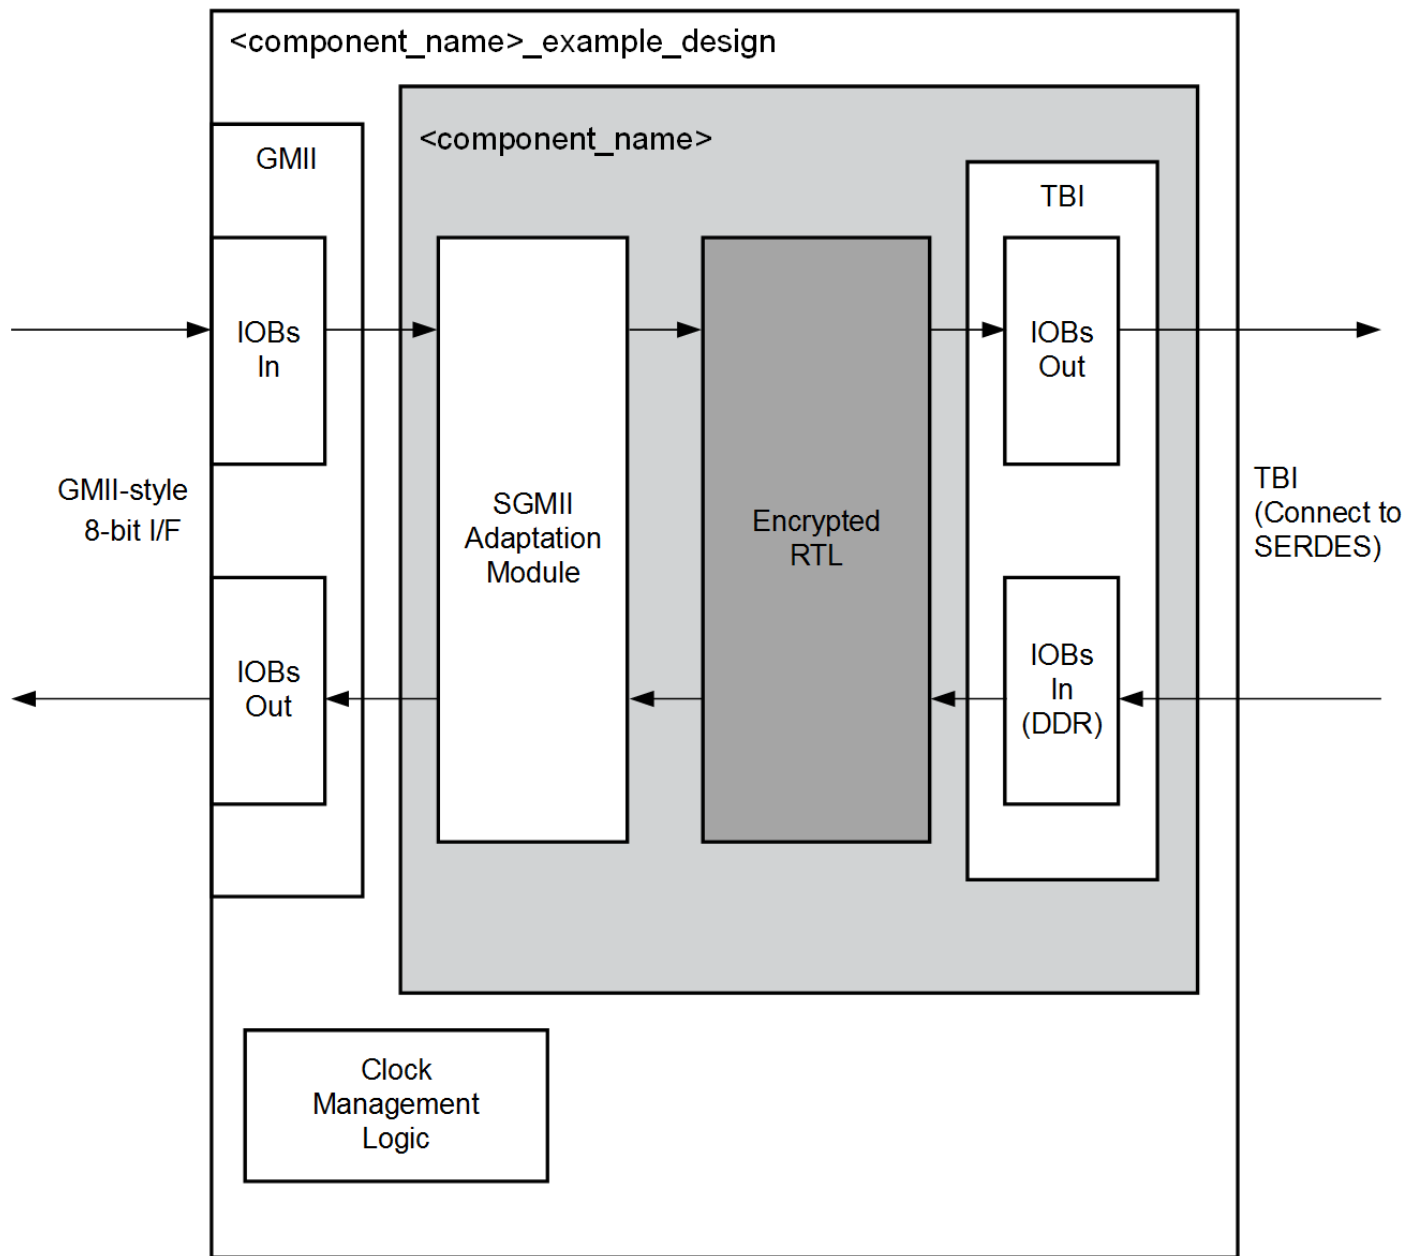 <component_name>_example_design
<component_name>
GMII
TBI
IOBs
In
IOBs
Out
GMII-style
8-bit I/F
SGMII
Adaptation
Module
Encrypted
RTL
TBI
(Connect to
SERDES)
IOBs
Out
IOBs
In
(DDR)
Clock
Management
Logic